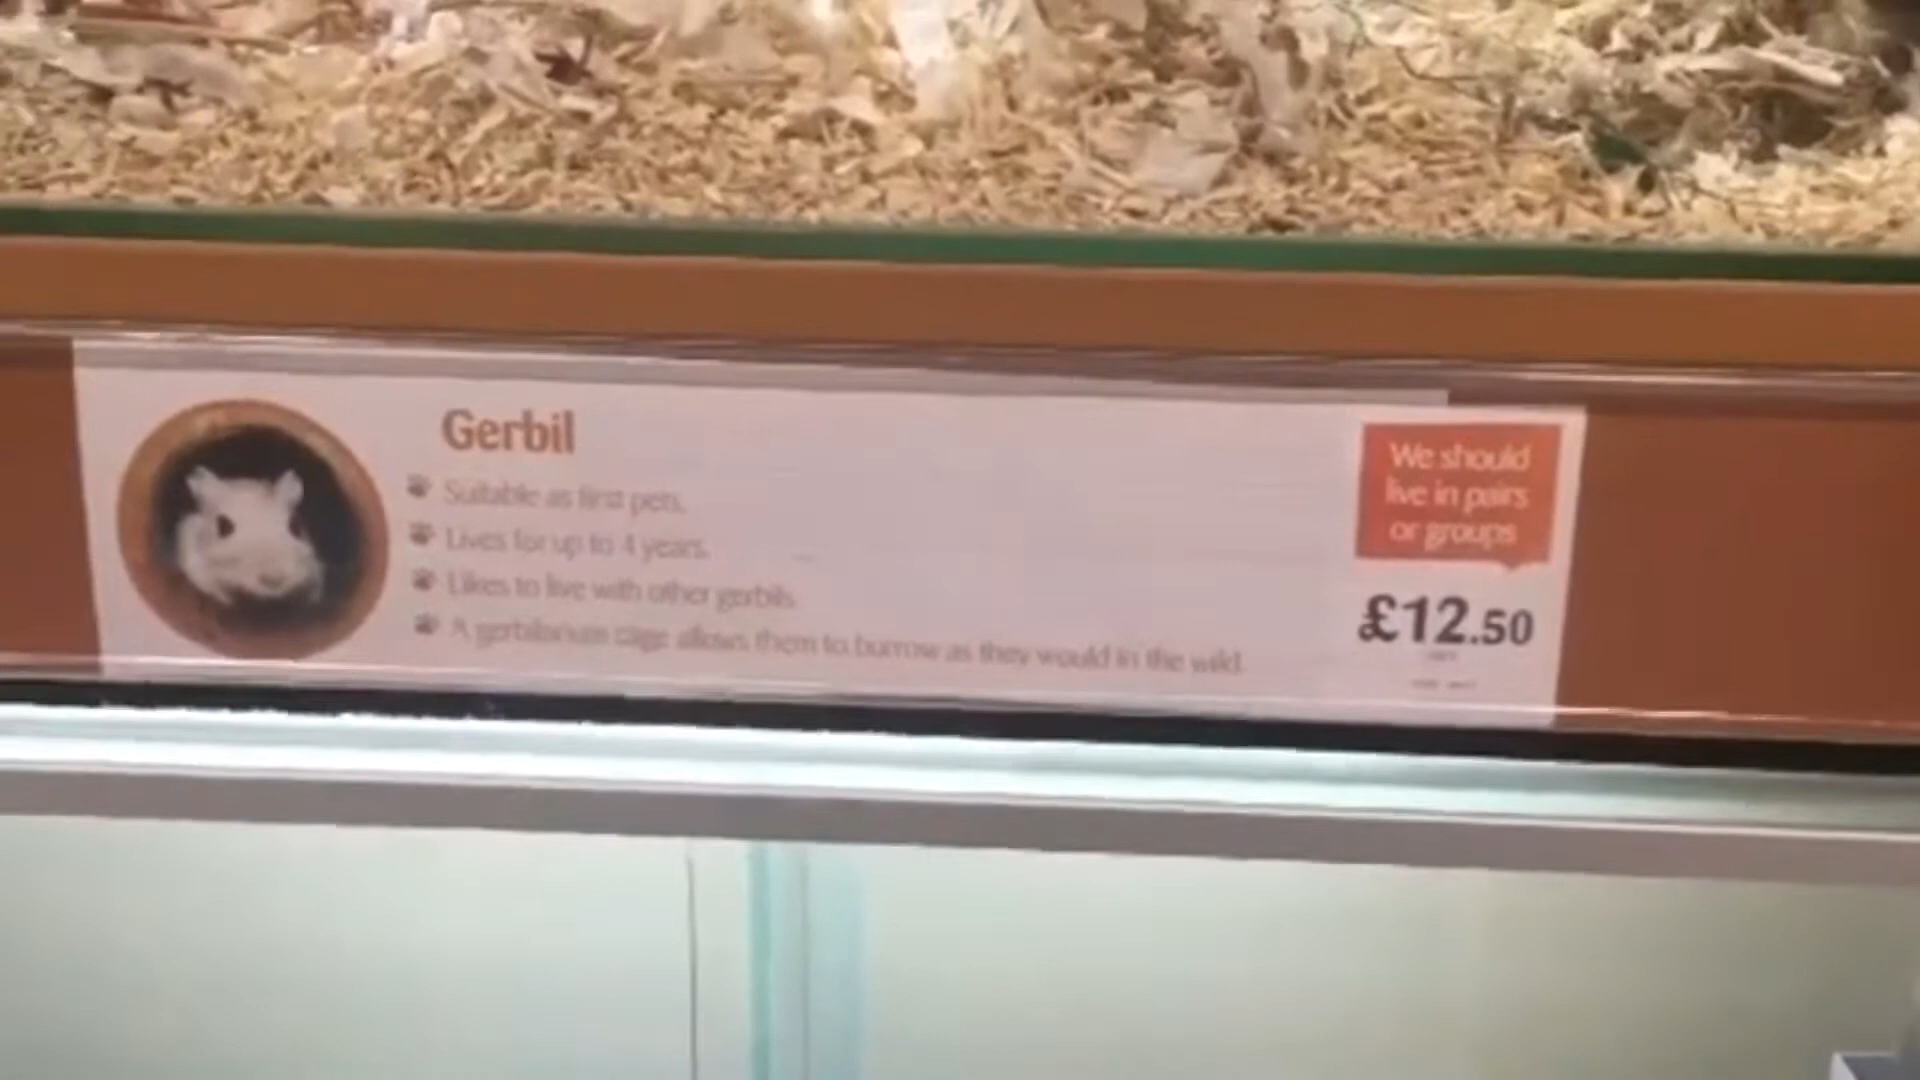 Gerbil
Suitable as first pets.
Lives for up to 4 years.
Likes to live with other gerbils.
A gerbilarium cage allows them to burrow as they would in the wild.
We should
live in pairs
or groups
£12.50